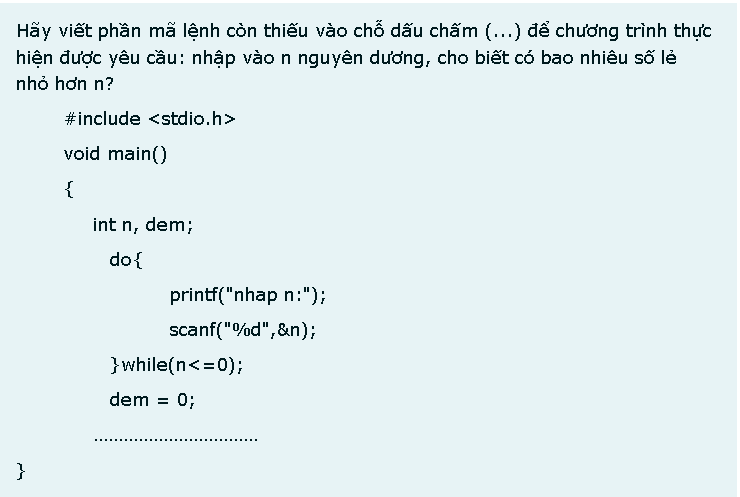 Hãy viết phần mã lệnh còn thiếu vào chỗ dấu chấm (...) để chương trình thực
hiện được yêu cầu: nhập vào n nguyên dương, cho biết có bao nhiêu số lẻ
nhỏ hơn n?
#include <stdio.h>
void main()
{
int n, dem;
do{
printf("nhap n:");
scanf("%d",&n);
}while(n<=0);
dem = 0;
.................................
}